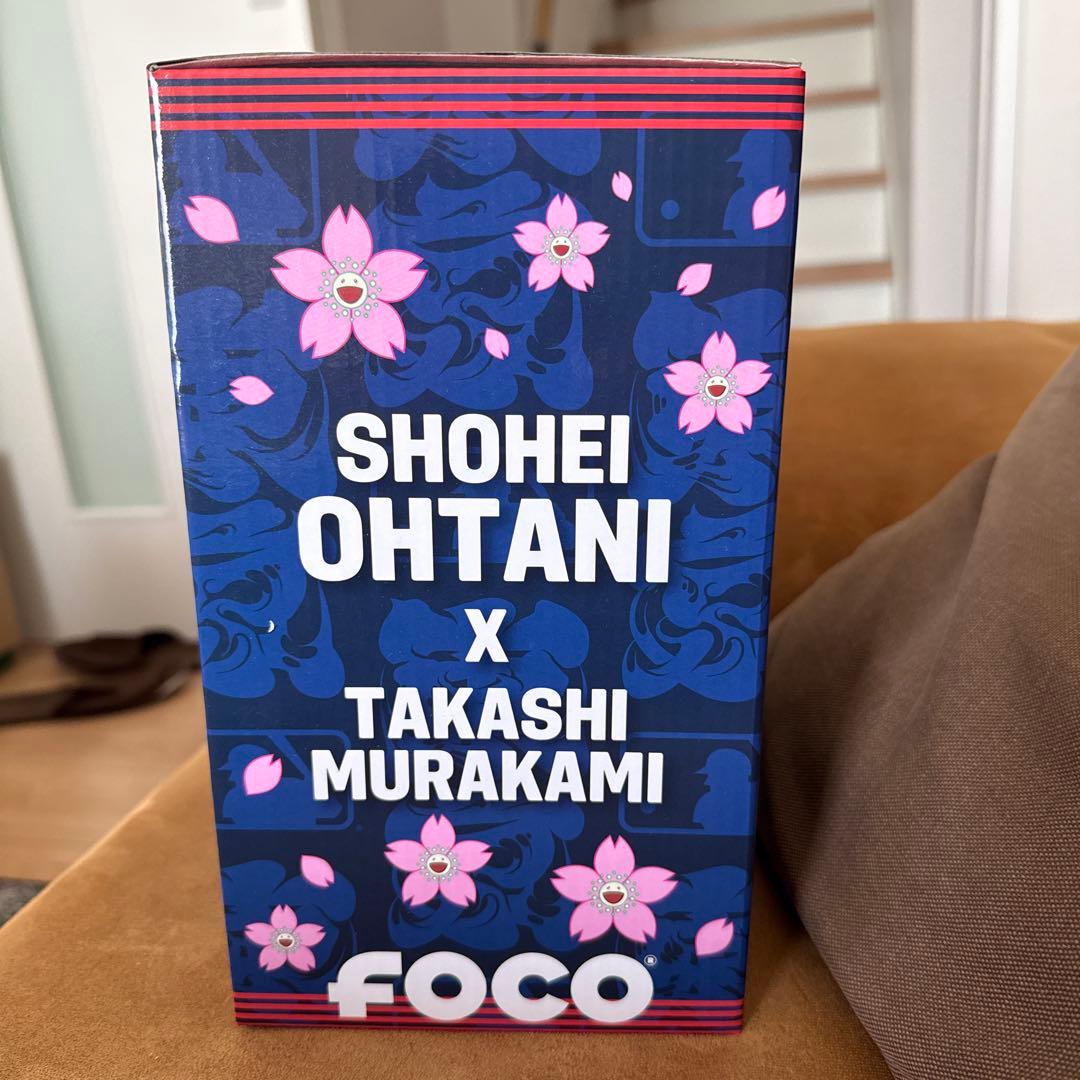 SHOHEI
OHTANI
X
TAKASHI
MURAKAMI
FOCO®